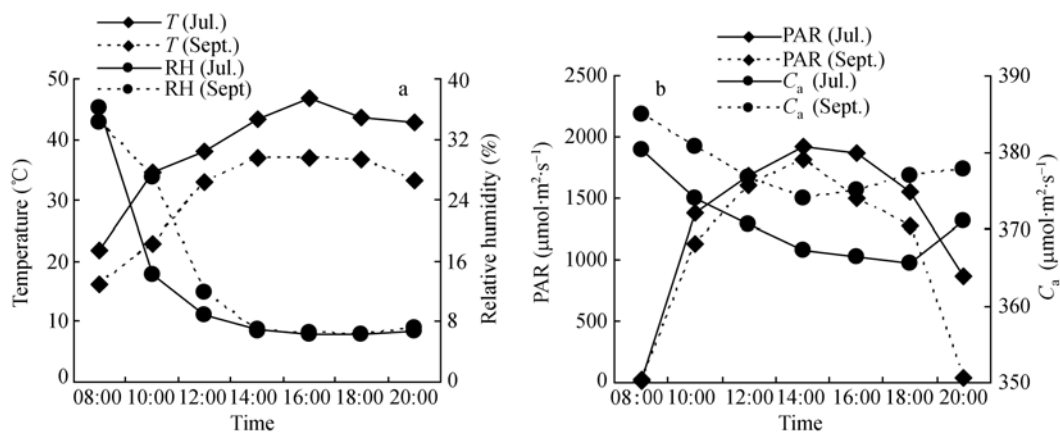 T (Jul.)
T (Sept.)
RH (Jul.)
RH (Sept)
a
50
40
30
20
10
0
Temperature (℃)
40
32
24
16
8
0
Relative humidity (%)
08:00 10:00 12:00 14:00 16:00 18:00 20:00
Time
PAR (Jul.)
PAR (Sept.)
Ca (Jul.)
Ca (Sept.)
b
2500
2000
1500
1000
500
0
PAR (μmol·m²·s⁻¹)
390
380
370
360
350
Ca (μmol·m²·s⁻¹)
08:00 10:00 12:00 14:00 16:00 18:00 20:00
Time